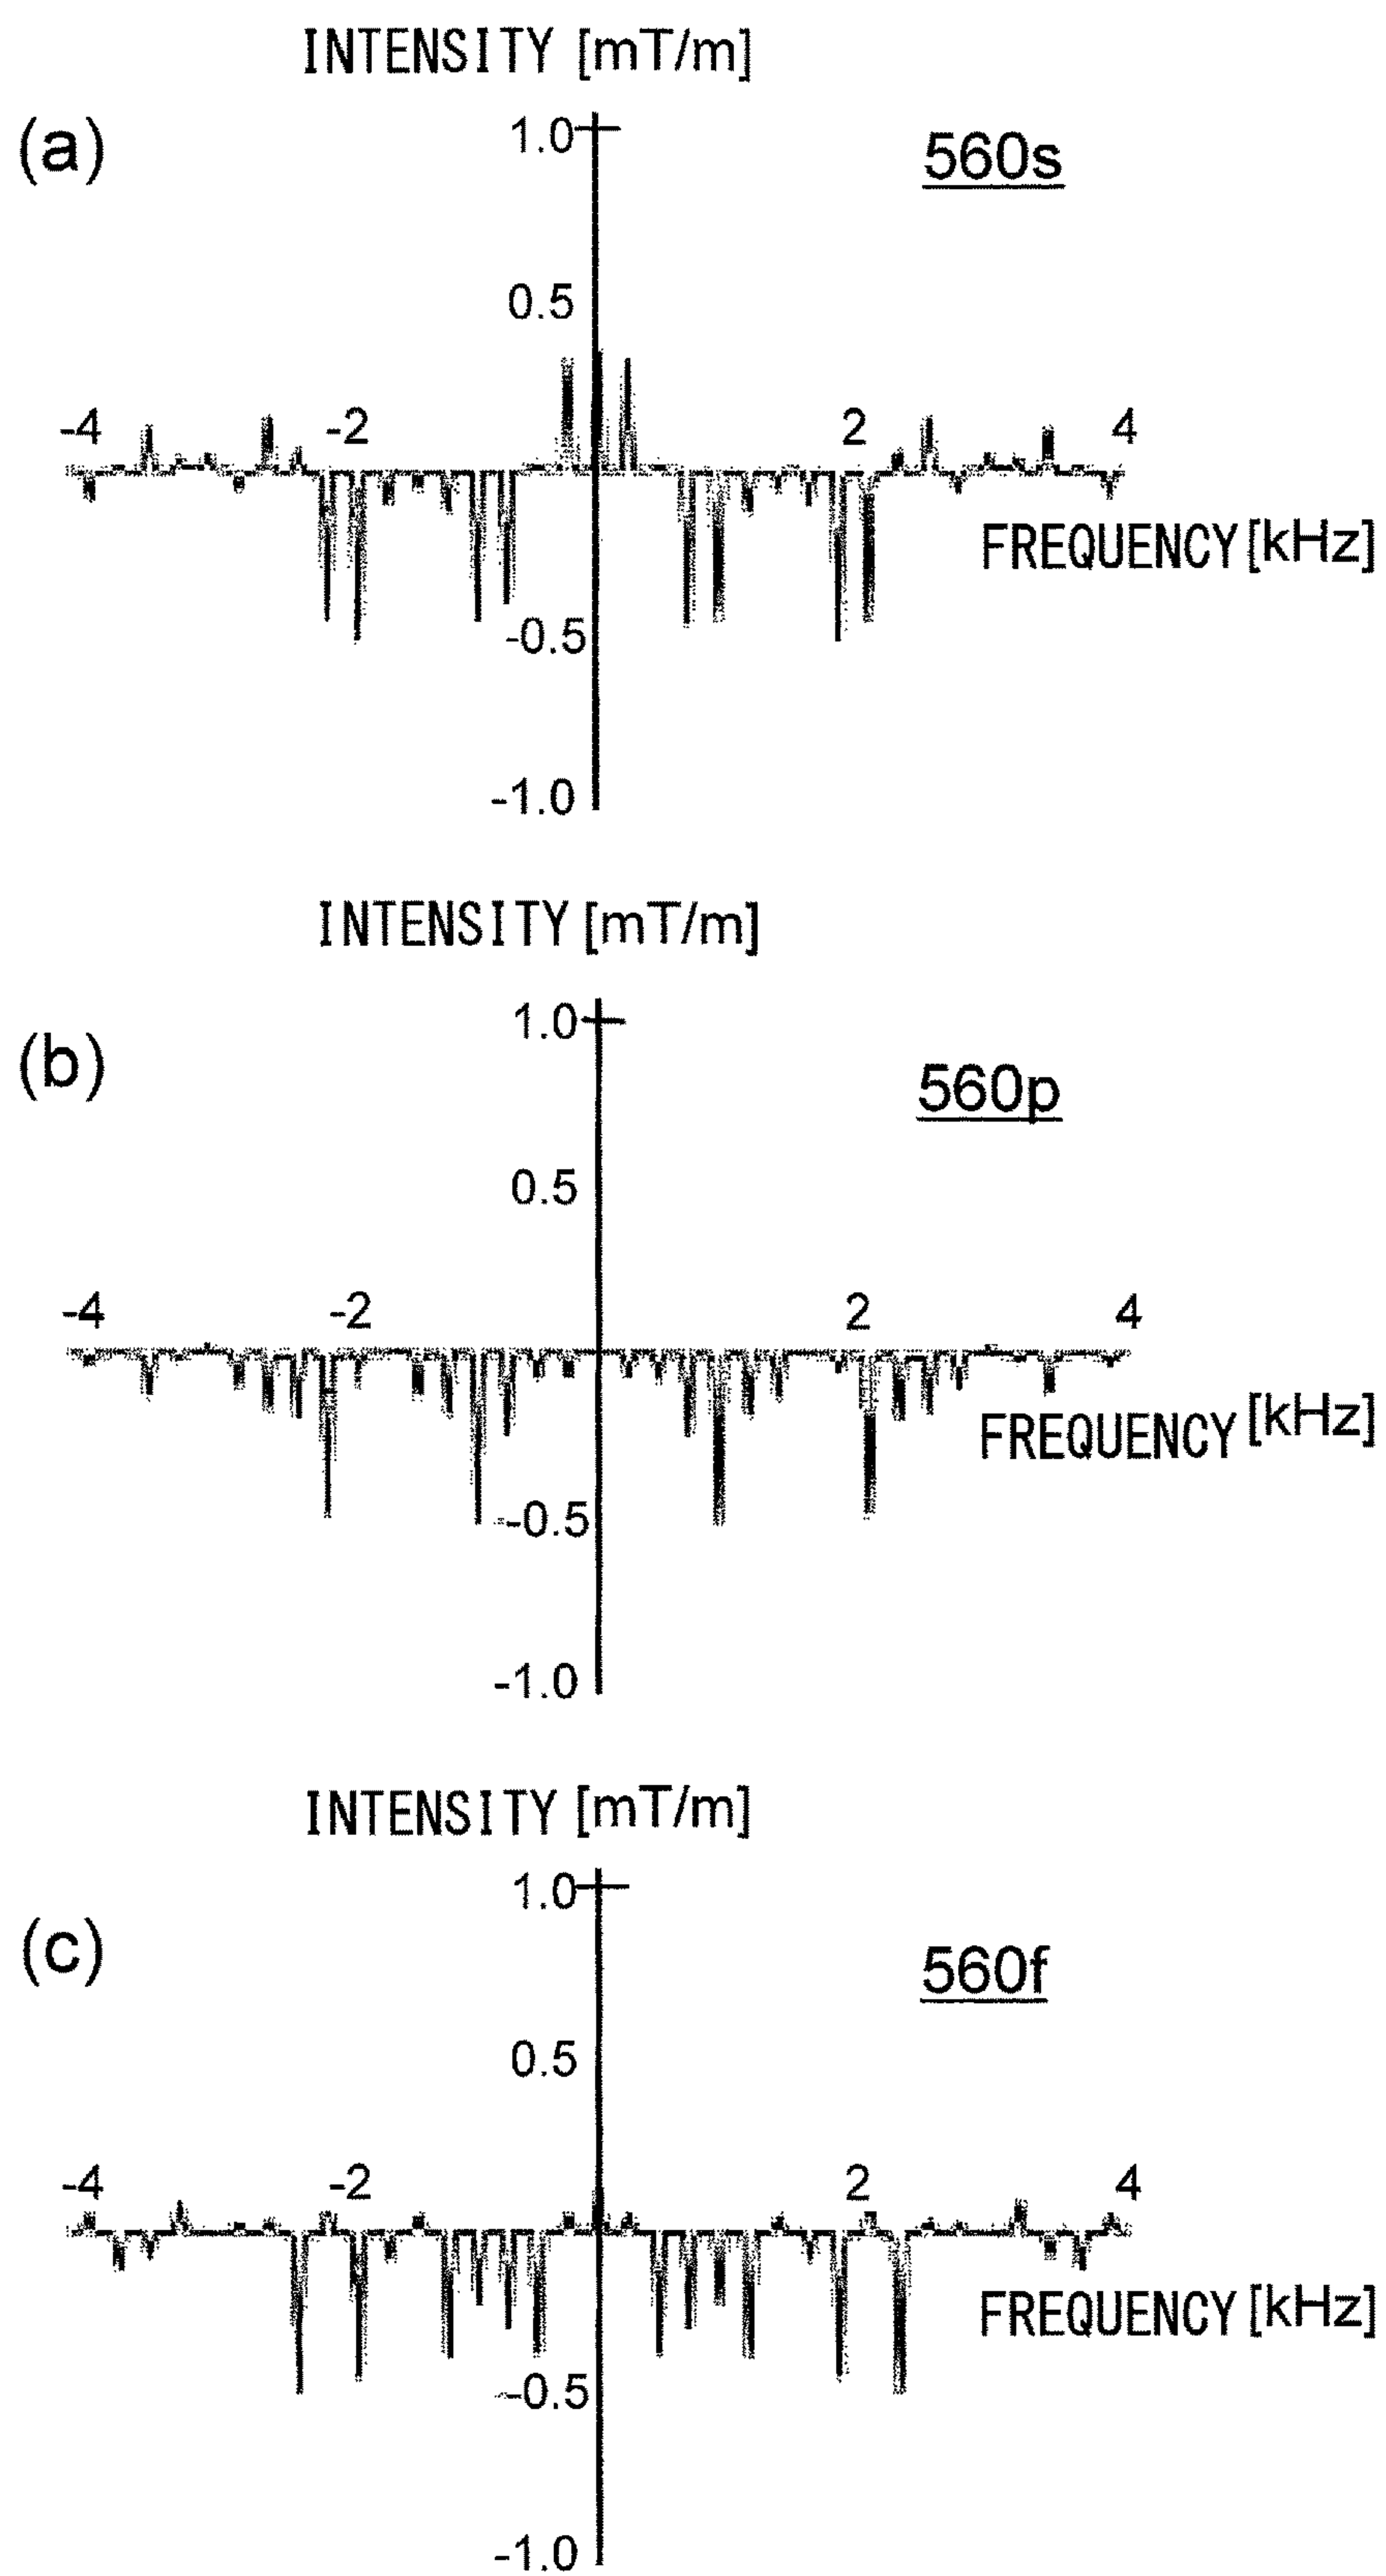 INTENSITY [mT/m]
(a)
1.0
560s
0.5
-4 -2 2 4
FREQUENCY [kHz]
-0.5
-1.0
INTENSITY [mT/m]
1.0
(b)
560p
0.5
-4 -2 2 4
FREQUENCY [kHz]
-0.5
-1.0
INTENSITY [mT/m]
1.0
(c)
560f
0.5
-4 -2 2 4
FREQUENCY [kHz]
-0.5
-1.0